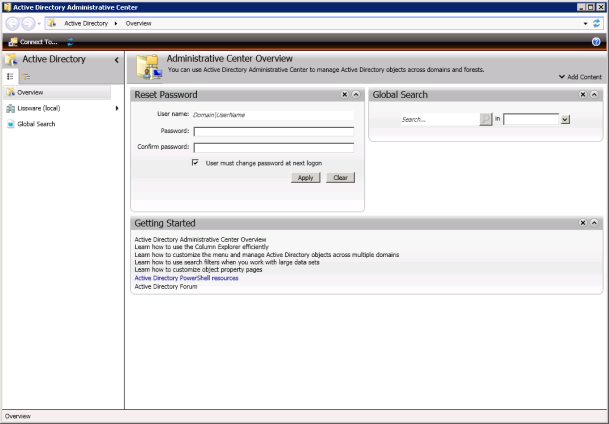 Active Directory Administrative Center
Active Directory
Overview
Connect To...
Active Directory
Overview
Lissware (local)
Global Search
Administrative Center Overview
You can use Active Directory Administrative Center to manage Active Directory objects across domains and forests.
Add Content
Reset Password
User name: Domain\UserName
Password:
Confirm password:
User must change password at next logon
Apply Clear
Global Search
Search... in
Getting Started
Active Directory Administrative Center Overview
Learn how to use the Column Explorer efficiently
Learn how to customize the menu and manage Active Directory objects across multiple domains
Learn how to use search filters when you work with large data sets
Learn how to customize object property pages
Active Directory PowerShell resources
Active Directory Forum
Overview